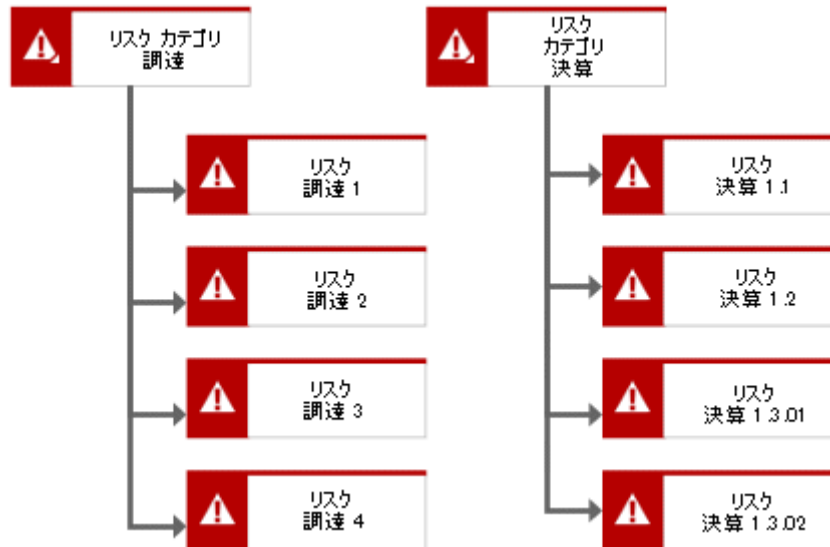 リスク カテゴリ
調達
リスク
調達 1
リスク
調達 2
リスク
調達 3
リスク
調達 4
リスク
カテゴリ
決算
リスク
決算 1.1
リスク
決算 1.2
リスク
決算 1.3.01
リスク
決算 1.3.02